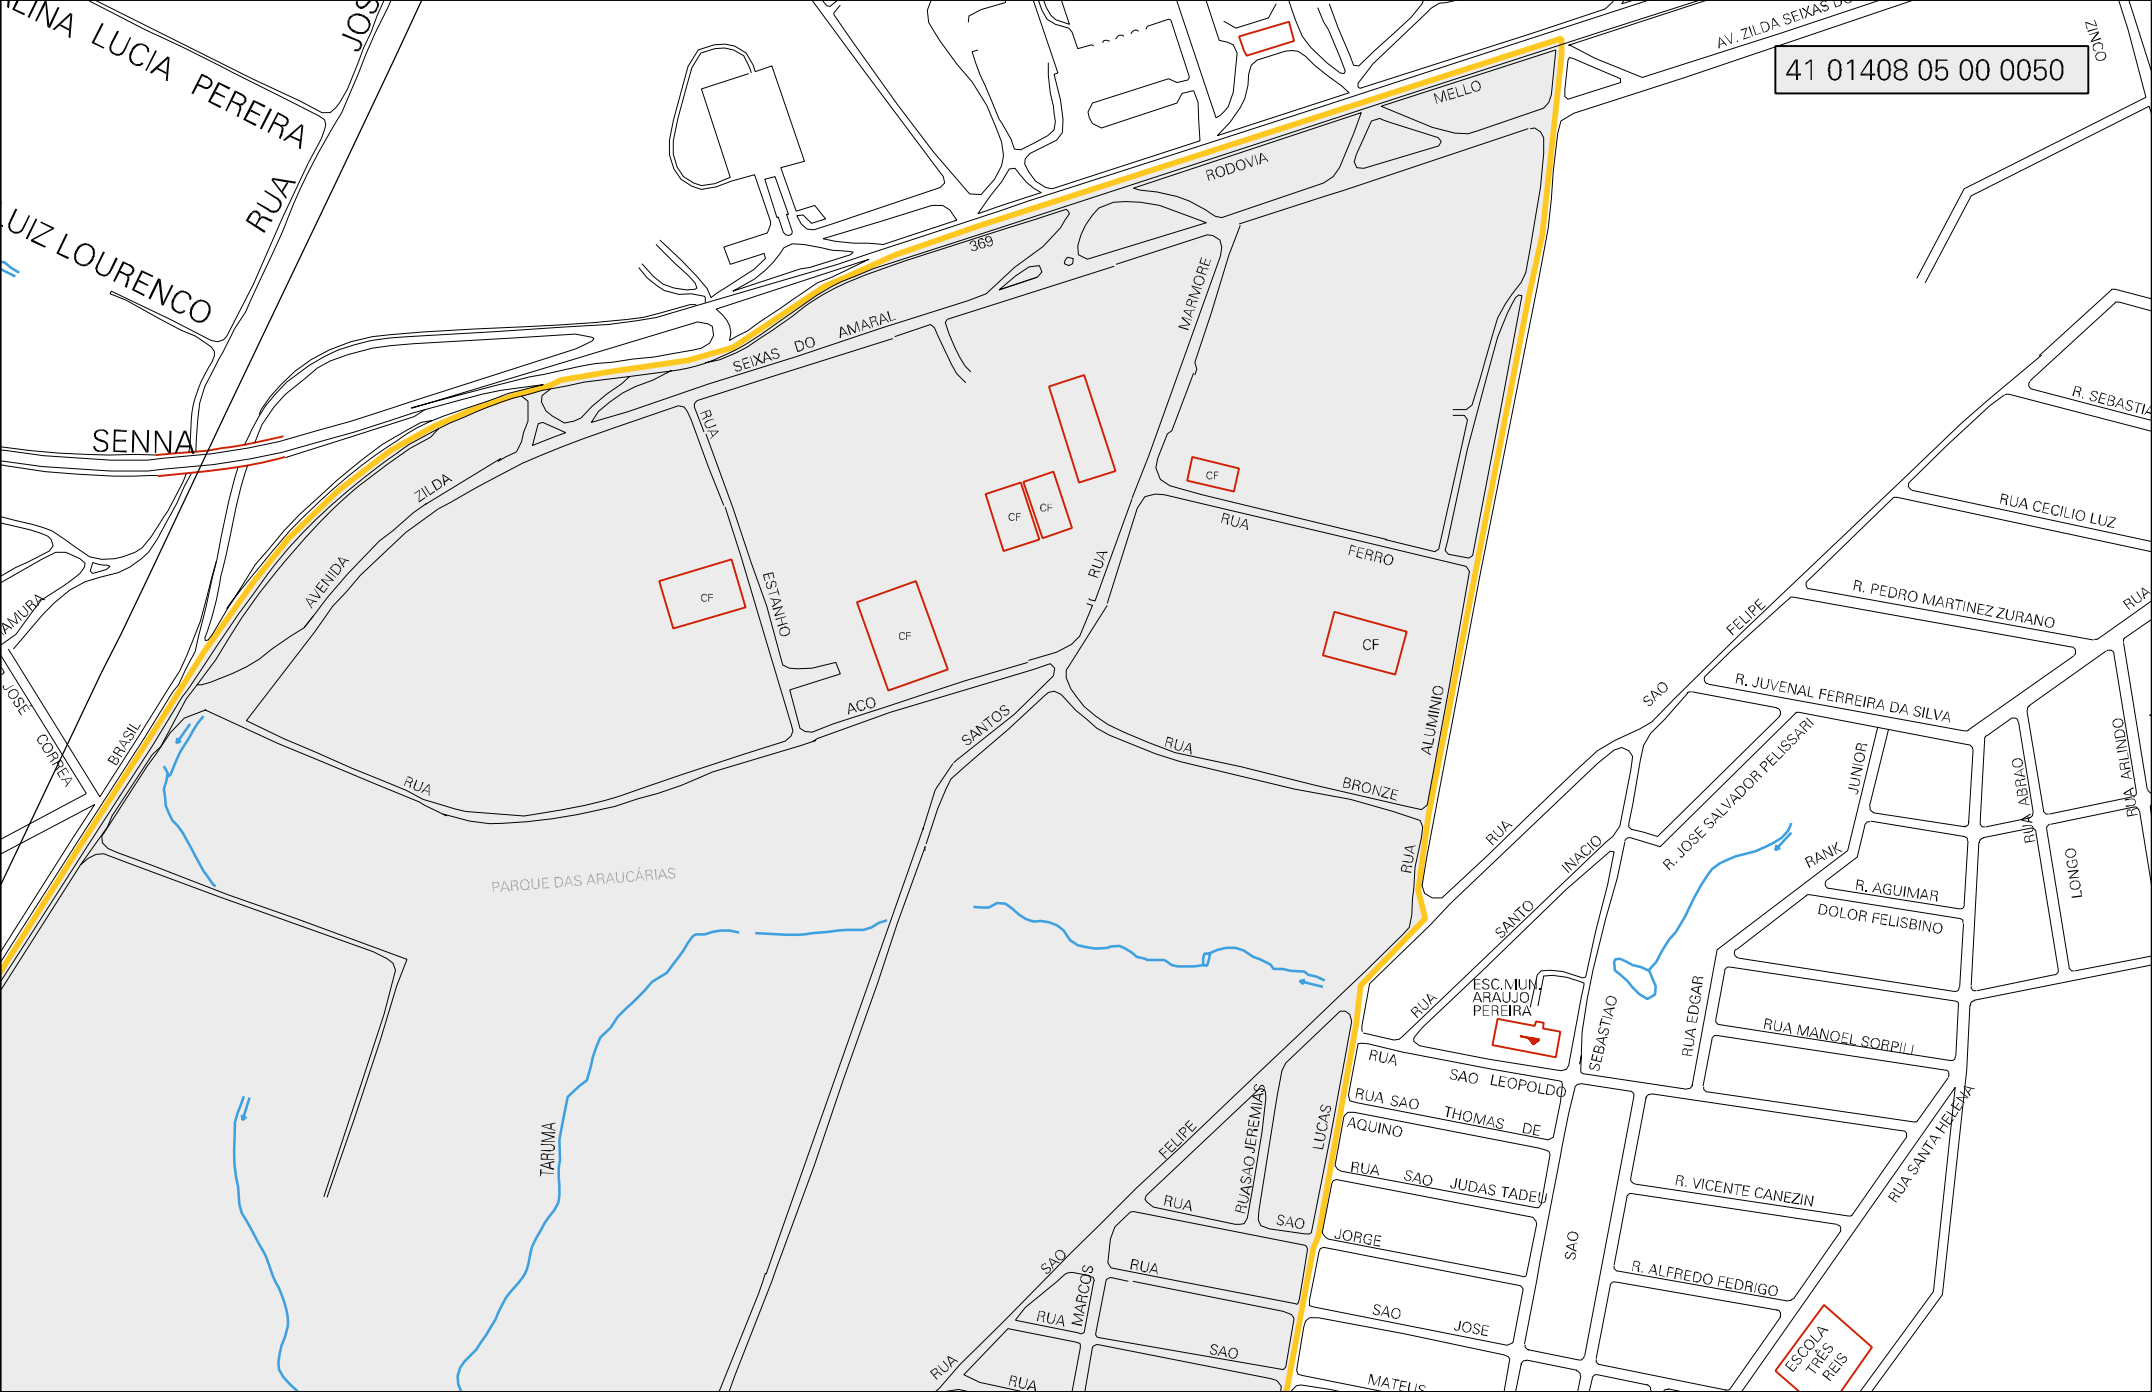 LUCIA PEREIRA
RUA
LUIZ LOURENCO
SENNA
AV. ZILDA SEIXAS
ZINCO
41 01408 05 00 0050
MELLO
RODOVIA
369
SEIXAS DO AMARAL
MARMORE
AVENIDA ZILDA
RUA
ESTANHO
CF
CF
CF
CF
CF
CF
RUA
RUA
FERRO
ALUMINIO
RUA
BRASIL
CORREA
JOSE
RUA
ACO
SANTOS
RUA
BRONZE
PARQUE DAS ARAUCÁRIAS
TARUMA
R. SEBASTIA
RUA CECILIO LUZ
R. PEDRO MARTINEZ ZURANO
RUA
R. JUVENAL FERREIRA DA SILVA
RUA SAO FELIPE
R. JOSE SALVADOR PELISSARI
JUNIOR
RANK
RUA EDGAR
RUA ABRAO
LONGO
RUA ARLINDO
R. AGUIMAR
DOLOR FELISBINO
RUA SANTO INACIO
ESC.MUN.
ARAUJO
PEREIRA
SEBASTIAO
SAO
RUA MANOEL SORPILI
RUA
SAO LEOPOLDO
RUA SAO THOMAS DE
AQUINO
RUA SAO JUDAS TADEU
JORGE
SAO JOSE
MATEUS
R. VICENTE CANEZIN
R. ALFREDO FEDRIGO
RUA SANTA HELENA
ESCOLA
TRÊS
REIS
LUCAS
RUA SAO JEREMIAS
RUA SAO FELIPE
RUA
SAO
RUA
MARCOS
RUA
SAO
RUA